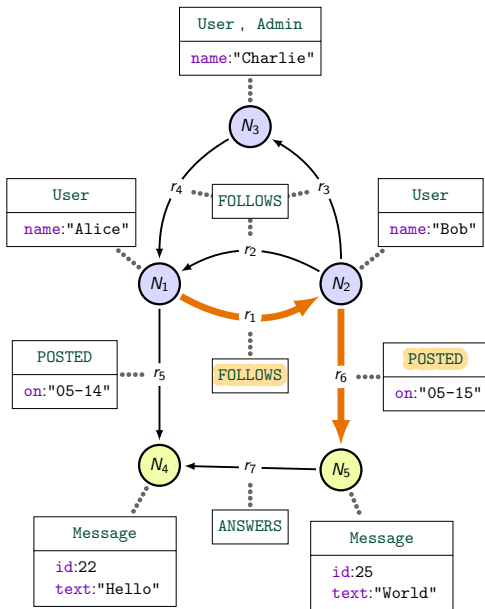 User , Admin
name:"Charlie"
N3
r4
FOLLOWS
r3
User
name:"Alice"
User
name:"Bob"
r2
N1
N2
r1
POSTED
on:"05-14"
r5
FOLLOWS
r6
POSTED
on:"05-15"
N4
r7
N5
ANSWERS
Message
id:22
text:"Hello"
Message
id:25
text:"World"